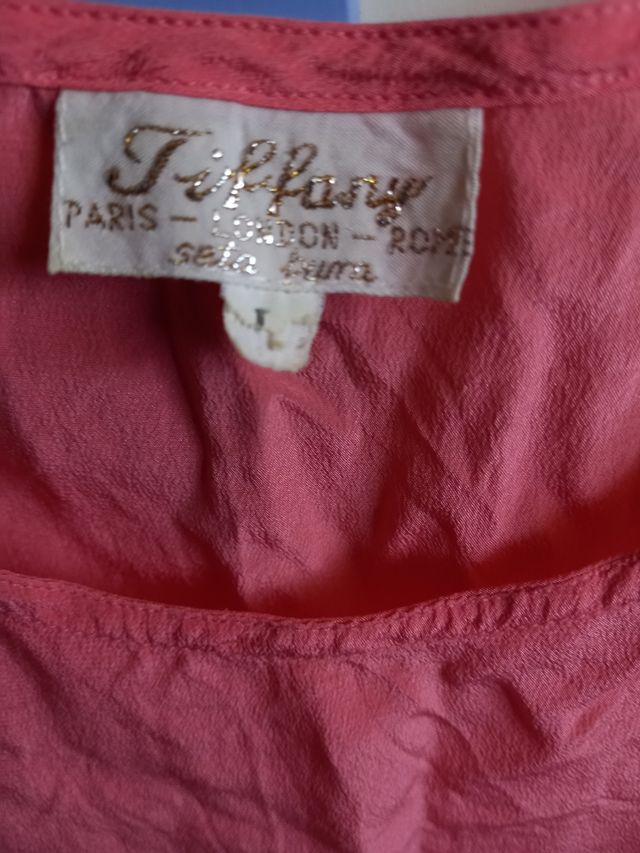 Tiffany
PARIS - LONDON - ROME
seta pura